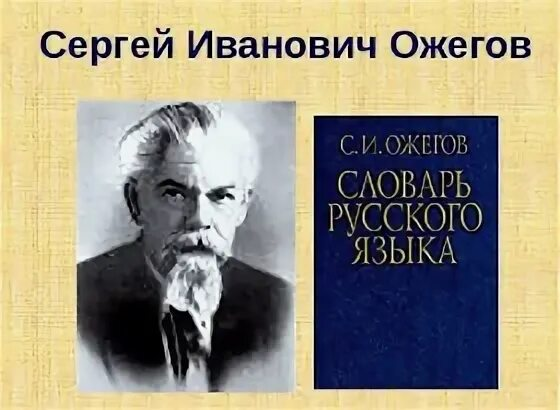 Сергей Иванович Ожегов
С.И. ОЖЕГОВ
СЛОВАРЬ
РУССКОГО
ЯЗЫКА